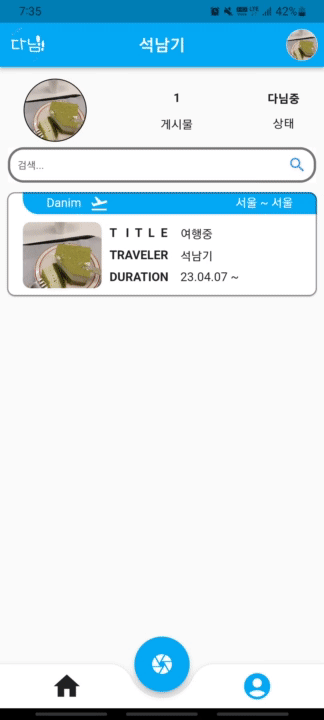 7:35
42%
다님!
석남기
1
다님중
게시물
상태
검색...
Danim
서울 ~ 서울
T I T L E 여행중
TRAVELER 석남기
DURATION 23.04.07 ~